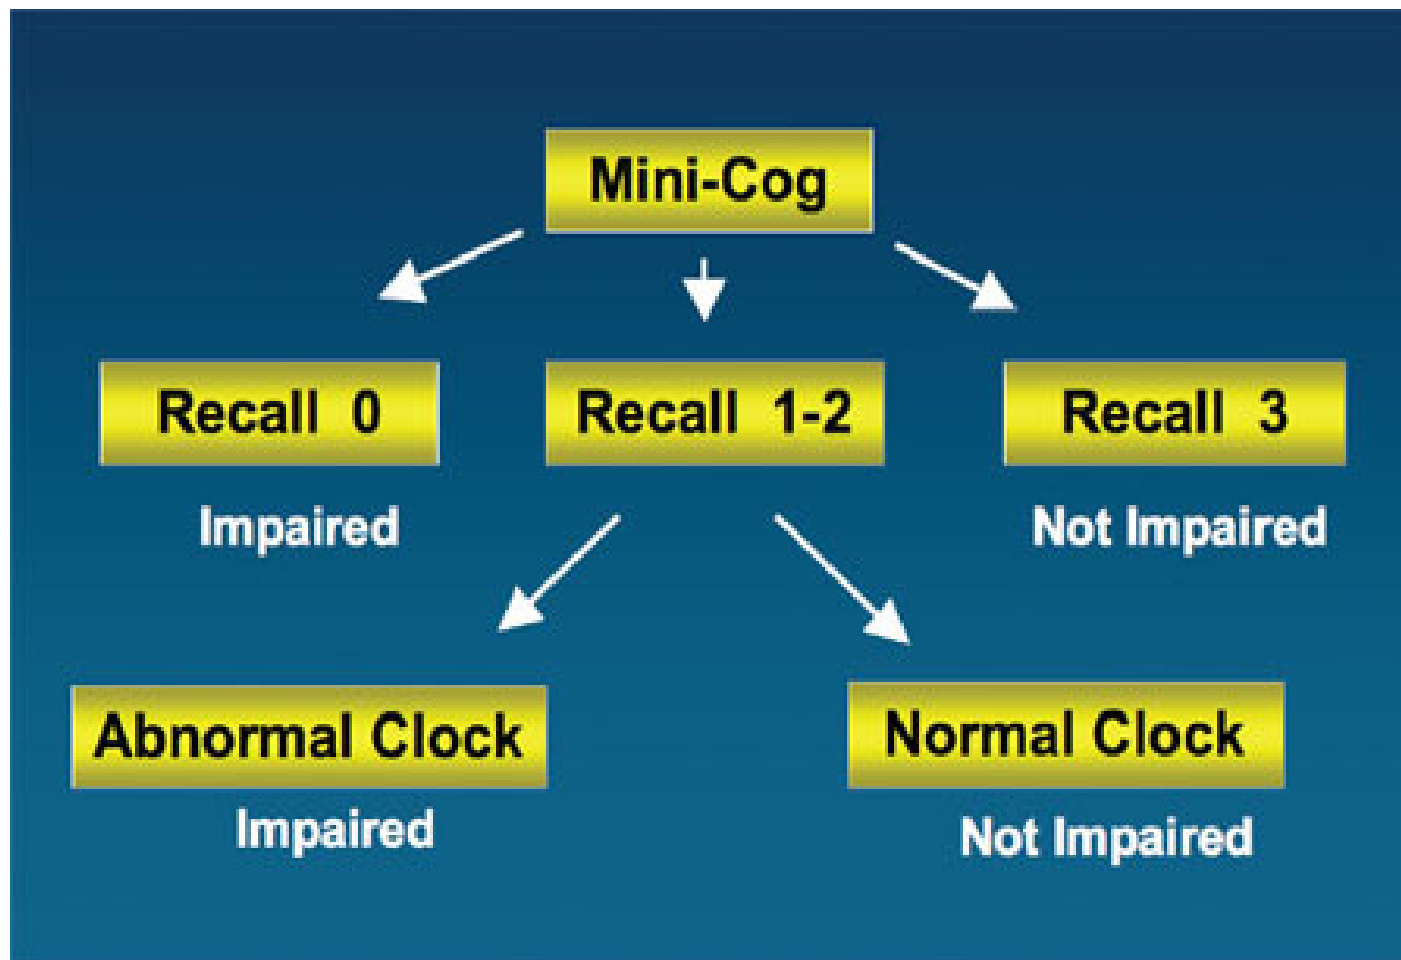 Mini-Cog
Recall 0
Recall 1-2
Recall 3
Impaired
Not Impaired
Abnormal Clock
Normal Clock
Impaired
Not Impaired